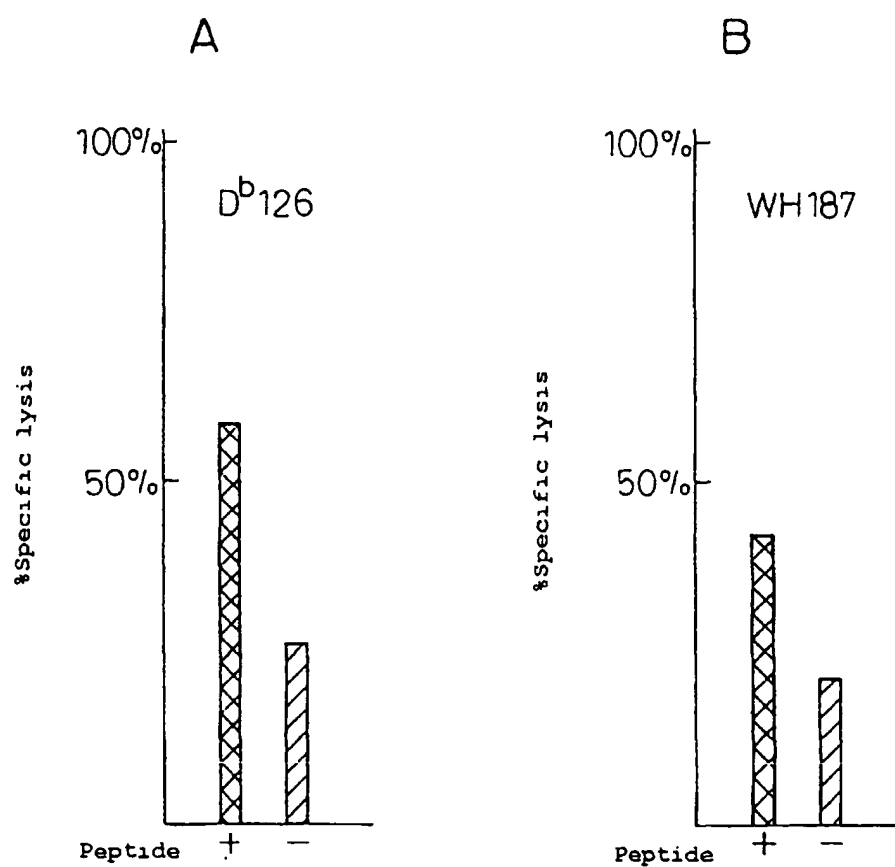 A
100%
D^b126
50%
%Specific lysis
Peptide + −
B
100%
WH187
50%
%Specific lysis
Peptide + −